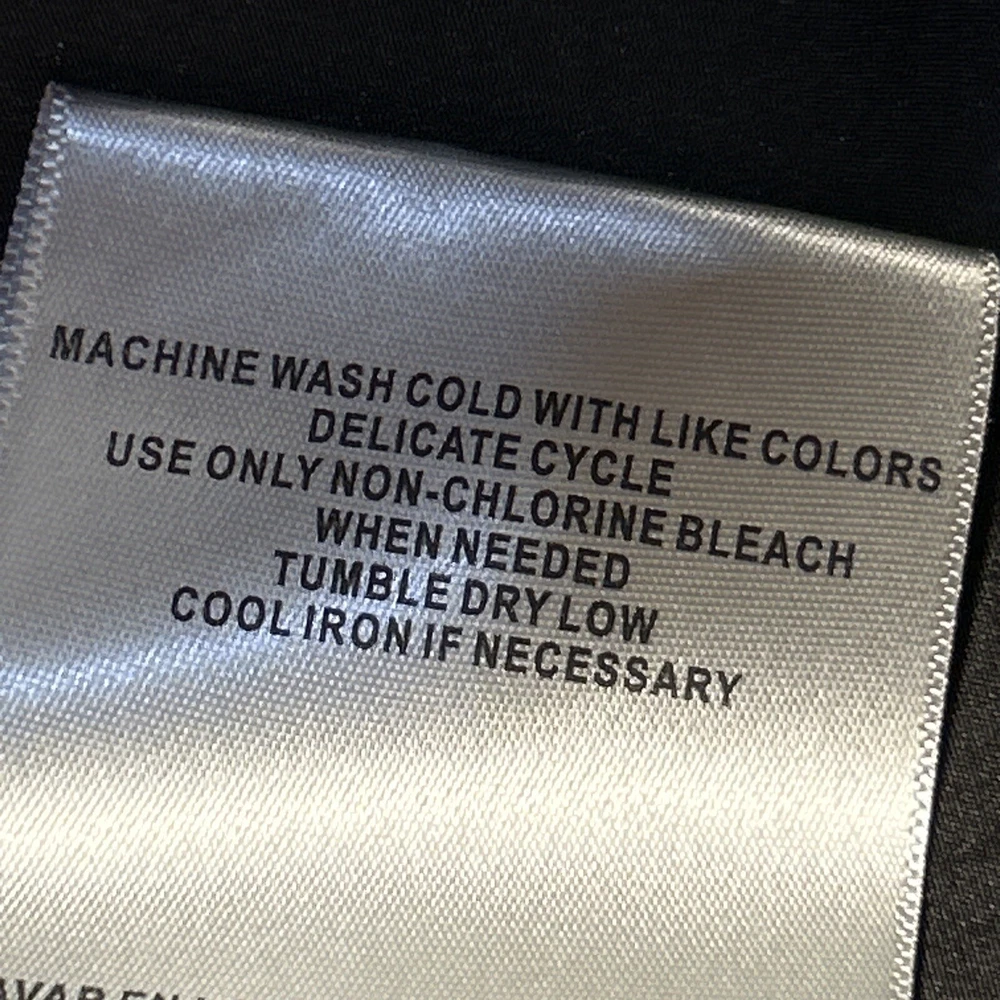 MACHINE WASH COLD WITH LIKE COLORS
DELICATE CYCLE
USE ONLY NON-CHLORINE BLEACH
WHEN NEEDED
TUMBLE DRY LOW
COOL IRON IF NECESSARY